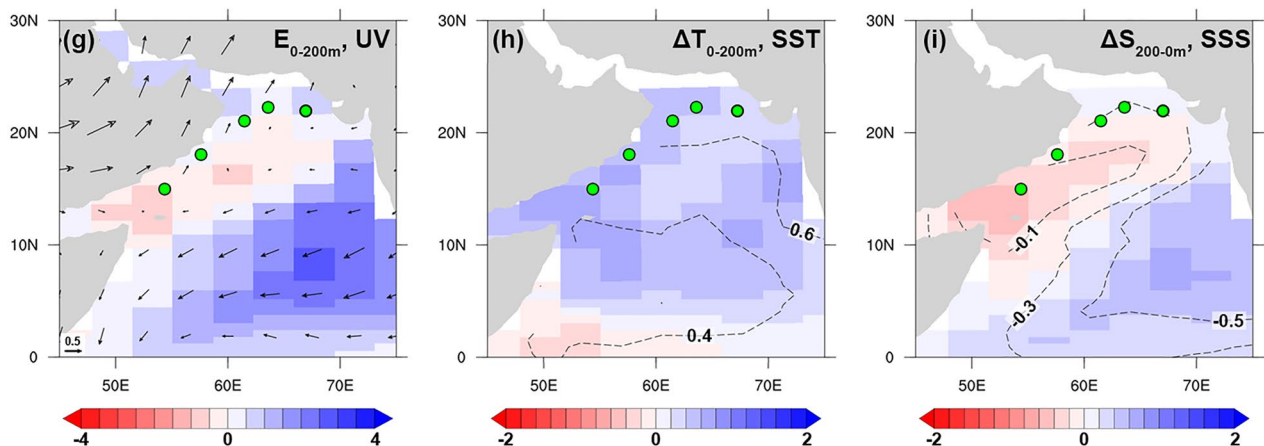 (g) E0-200m, UV
30N
20N
10N
0
0.5
50E 60E 70E
-4 0 4
(h) ΔT0-200m, SST
30N
20N
10N
0
0.6
0.4
50E 60E 70E
-2 0 2
(i) ΔS200-0m, SSS
30N
20N
10N
0
-0.1
-0.3
-0.5
50E 60E 70E
-2 0 2